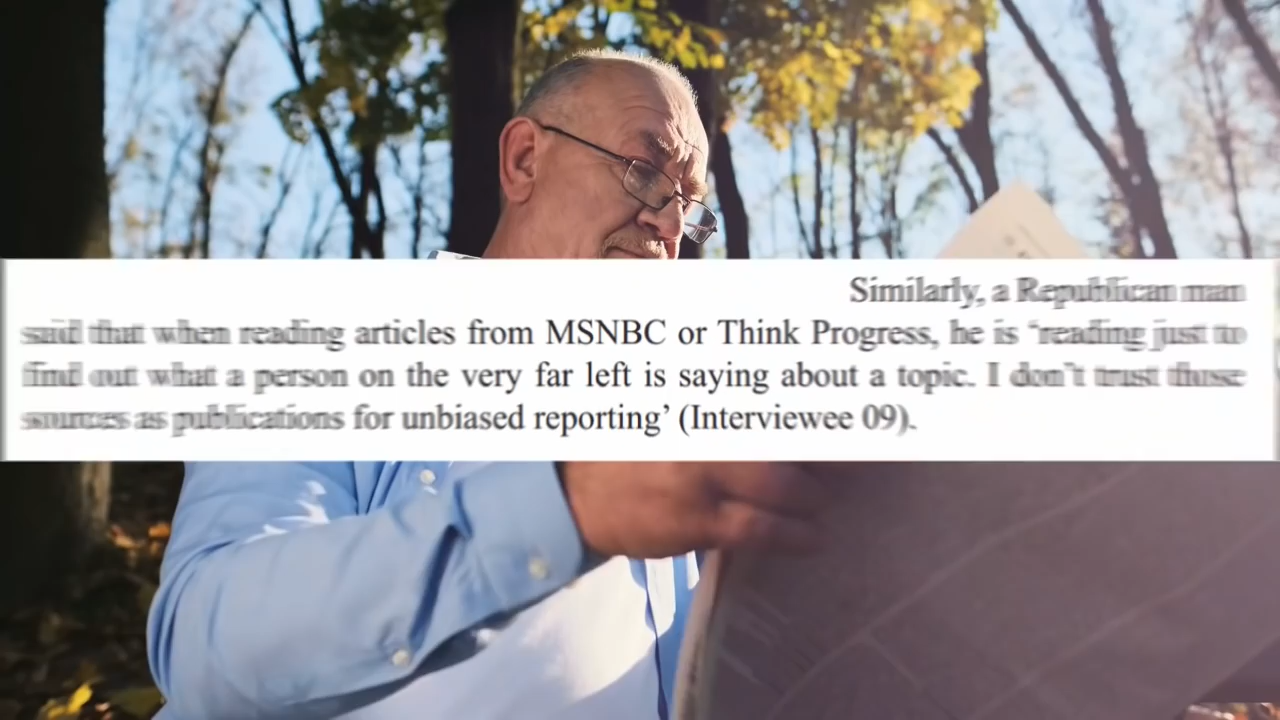 Similarly, a Republican man
said that when reading articles from MSNBC or Think Progress, he is ‘reading just to
find out what a person on the very far left is saying about a topic. I don’t trust those
sources as publications for unbiased reporting’ (Interviewee 09).